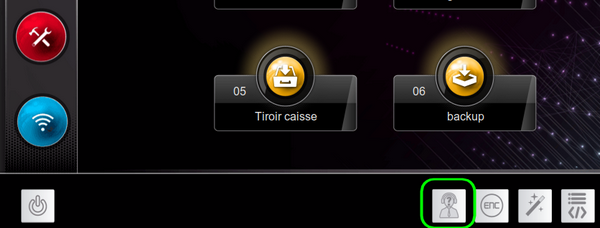 05
Tiroir caisse
06
backup
?
ENC
</>